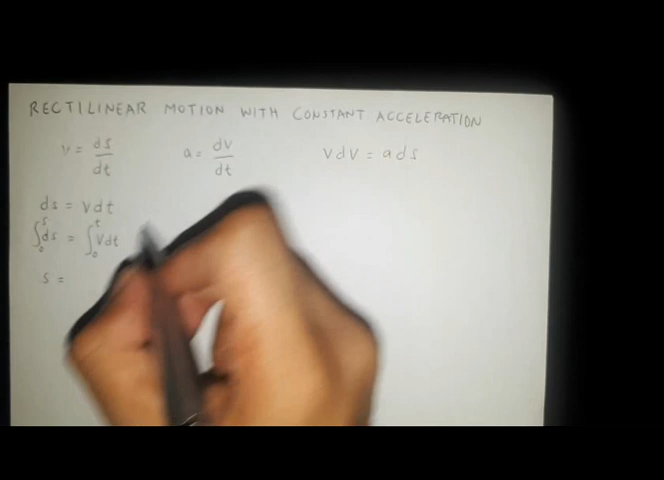 RECTILINEAR MOTION WITH CONSTANT ACCELERATION
v = ds/dt a = dv/dt vdv = ads
ds = vdt
∫₀ˢ ds = ∫₀ᵗ vdt
s =